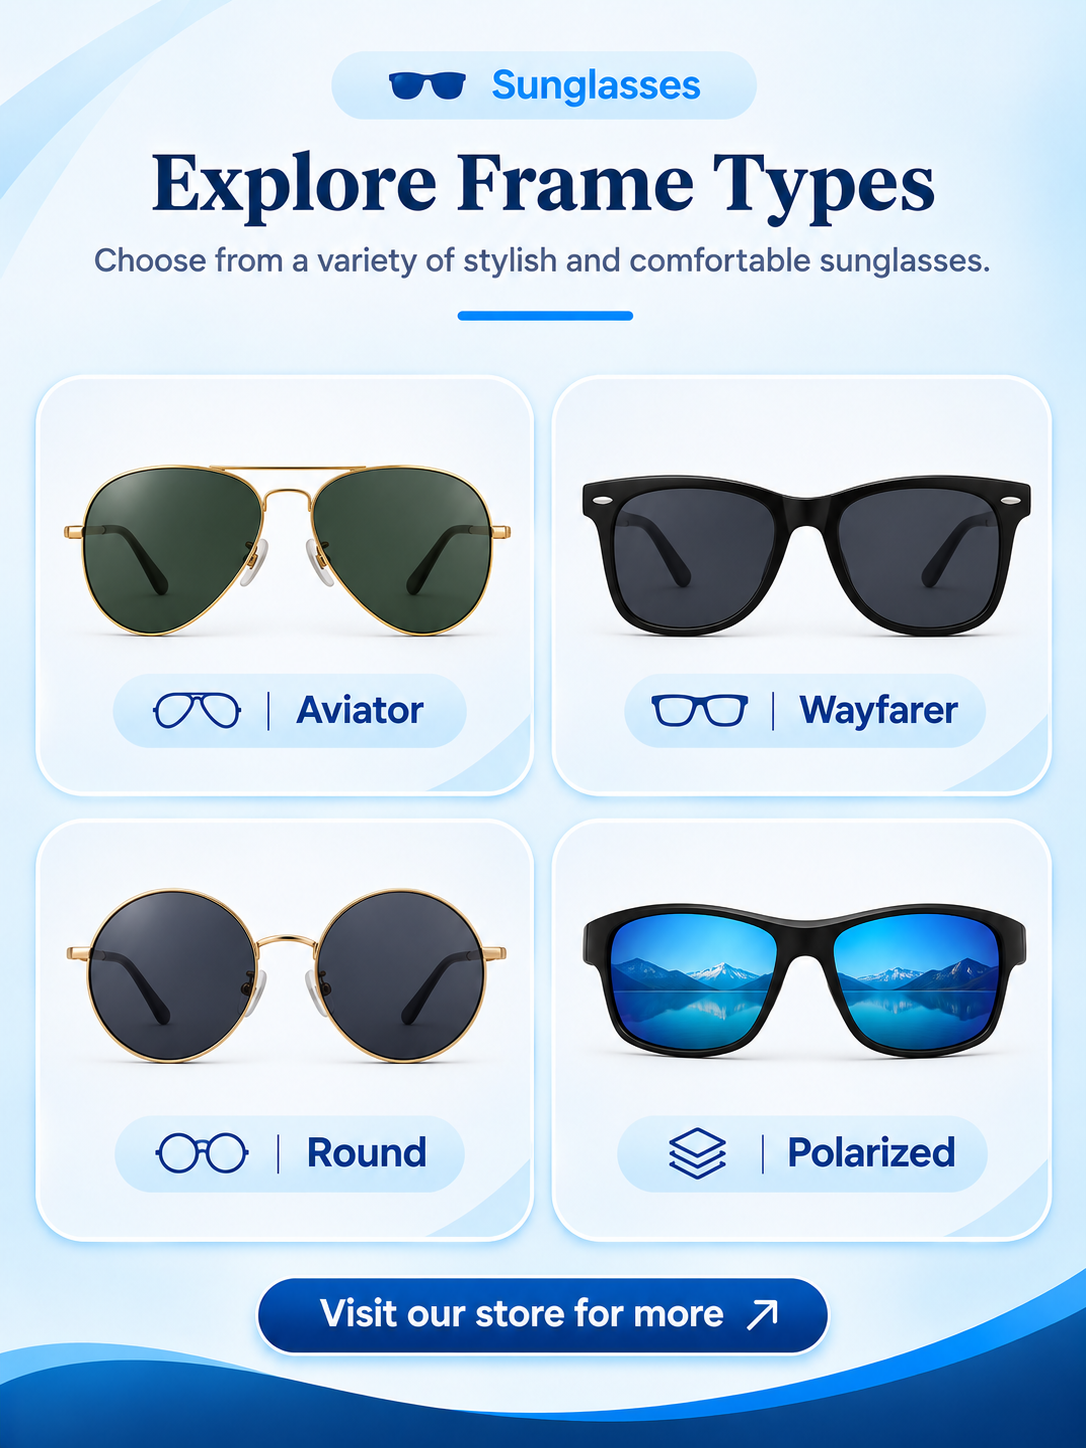 Sunglasses
Explore Frame Types
Choose from a variety of stylish and comfortable sunglasses.
Aviator
Wayfarer
Round
Polarized
Visit our store for more